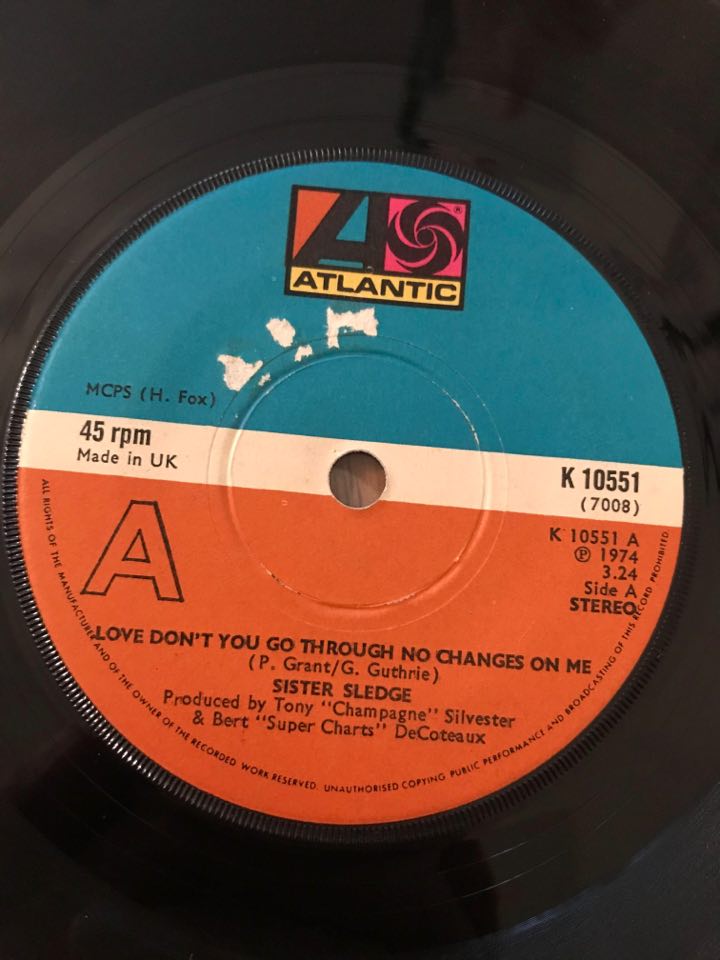 ATLANTIC
®
MCPS (H. Fox)
45 rpm
Made in UK
K 10551
(7008)
K 10551 A
Ⓟ 1974
3.24
Side A
STEREO
A
LOVE DON'T YOU GO THROUGH NO CHANGES ON ME
(P. Grant/G. Guthrie)
SISTER SLEDGE
Produced by Tony "Champagne" Silvester
& Bert "Super Charts" DeCoteaux
ALL RIGHTS OF THE MANUFACTURER AND OF THE OWNER OF THE RECORDED WORK RESERVED. UNAUTHORISED COPYING PUBLIC PERFORMANCE AND BROADCASTING OF THIS RECORD PROHIBITED